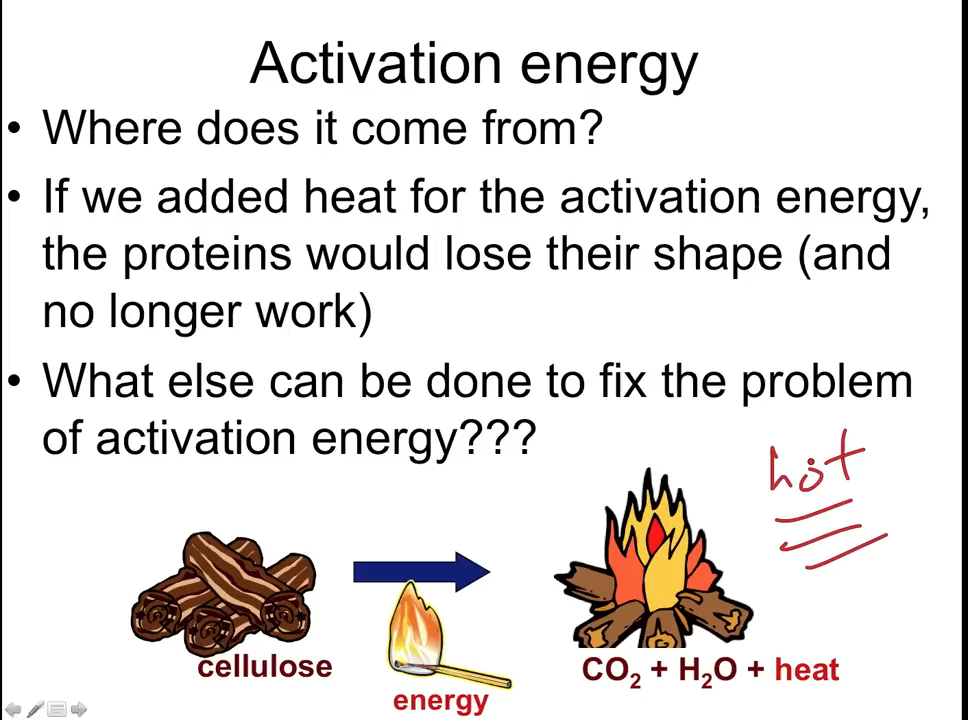 Activation energy
• Where does it come from?
• If we added heat for the activation energy,
the proteins would lose their shape (and
no longer work)
• What else can be done to fix the problem
of activation energy???
hot
cellulose
energy
CO₂ + H₂O + heat